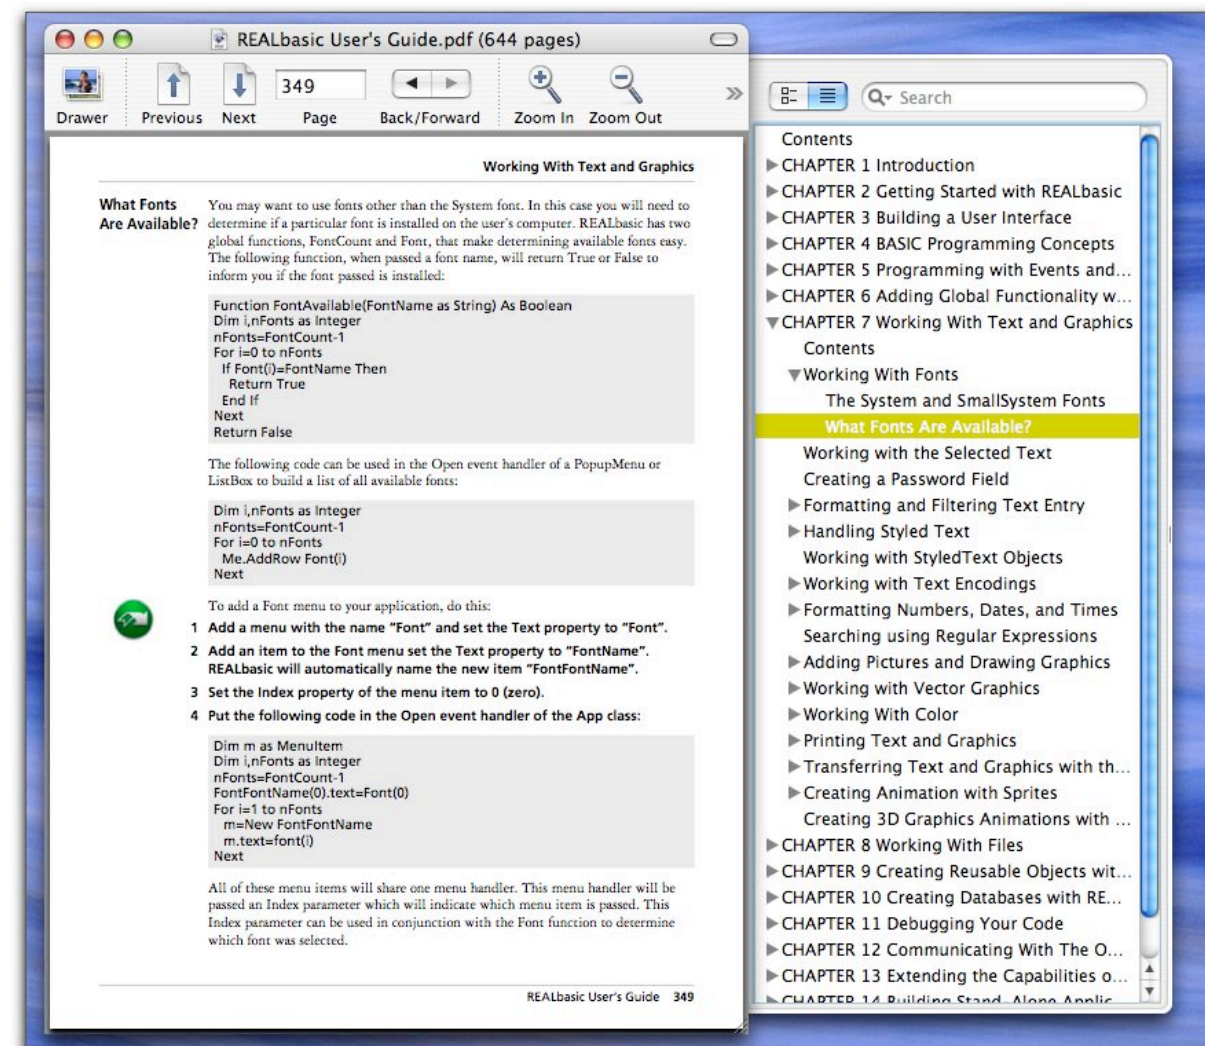 REALbasic User's Guide.pdf (644 pages)
349
Drawer Previous Next Page Back/Forward Zoom In Zoom Out
Working With Text and Graphics
What Fonts
Are Available?
You may want to use fonts other than the System font. In this case you will need to
determine if a particular font is installed on the user's computer. REALbasic has two
global functions, FontCount and Font, that make determining available fonts easy.
The following function, when passed a font name, will return True or False to
inform you if the font passed is installed:
Function FontAvailable(FontName as String) As Boolean
Dim i,nFonts as Integer
nFonts=FontCount-1
For i=0 to nFonts
If Font(i)=FontName Then
Return True
End If
Next
Return False
The following code can be used in the Open event handler of a PopupMenu or
ListBox to build a list of all available fonts:
Dim i,nFonts as Integer
nFonts=FontCount-1
For i=0 to nFonts
Me.AddRow Font(i)
Next
To add a Font menu to your application, do this:
1 Add a menu with the name “Font” and set the Text property to “Font”.
2 Add an item to the Font menu set the Text property to “FontName”.
REALbasic will automatically name the new item “FontFontName”.
3 Set the Index property of the menu item to 0 (zero).
4 Put the following code in the Open event handler of the App class:
Dim m as MenuItem
Dim i,nFonts as Integer
nFonts=FontCount-1
FontFontName(0).text=Font(0)
For i=1 to nFonts
m=New FontFontName
m.text=font(i)
Next
All of these menu items will share one menu handler. This menu handler will be
passed an Index parameter which will indicate which menu item is passed. This
Index parameter can be used in conjunction with the Font function to determine
which font was selected.
REALbasic User's Guide 349
Search
Contents
CHAPTER 1 Introduction
CHAPTER 2 Getting Started with REALbasic
CHAPTER 3 Building a User Interface
CHAPTER 4 BASIC Programming Concepts
CHAPTER 5 Programming with Events and...
CHAPTER 6 Adding Global Functionality w...
CHAPTER 7 Working With Text and Graphics
Contents
Working With Fonts
The System and SmallSystem Fonts
What Fonts Are Available?
Working with the Selected Text
Creating a Password Field
Formatting and Filtering Text Entry
Handling Styled Text
Working with StyledText Objects
Working with Text Encodings
Formatting Numbers, Dates, and Times
Searching using Regular Expressions
Adding Pictures and Drawing Graphics
Working with Vector Graphics
Working With Color
Printing Text and Graphics
Transferring Text and Graphics with th...
Creating Animation with Sprites
Creating 3D Graphics Animations with ...
CHAPTER 8 Working With Files
CHAPTER 9 Creating Reusable Objects wit...
CHAPTER 10 Creating Databases with RE...
CHAPTER 11 Debugging Your Code
CHAPTER 12 Communicating With The O...
CHAPTER 13 Extending the Capabilities o...
CHAPTER 14 Building Stand-Alone Applic...